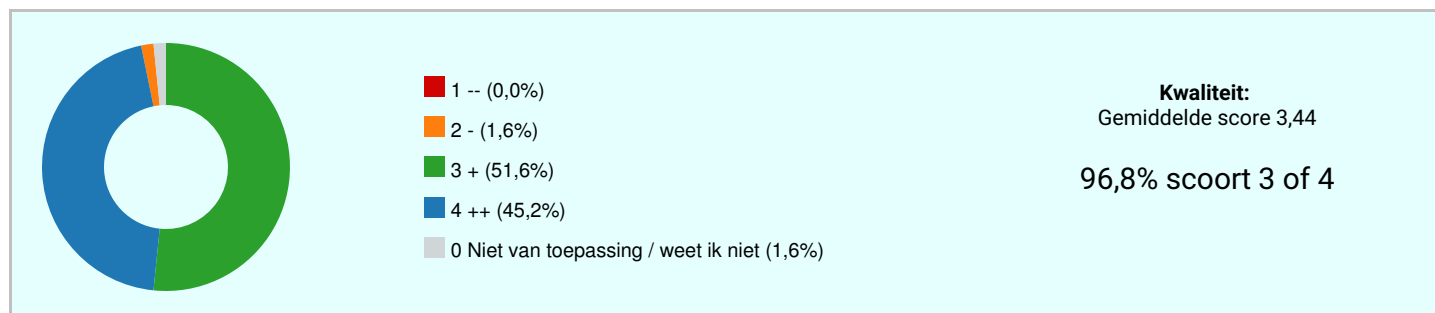 1 -- (0,0%)
2 - (1,6%)
3 + (51,6%)
4 ++ (45,2%)
0 Niet van toepassing / weet ik niet (1,6%)
Kwaliteit:
Gemiddelde score 3,44
96,8% scoort 3 of 4